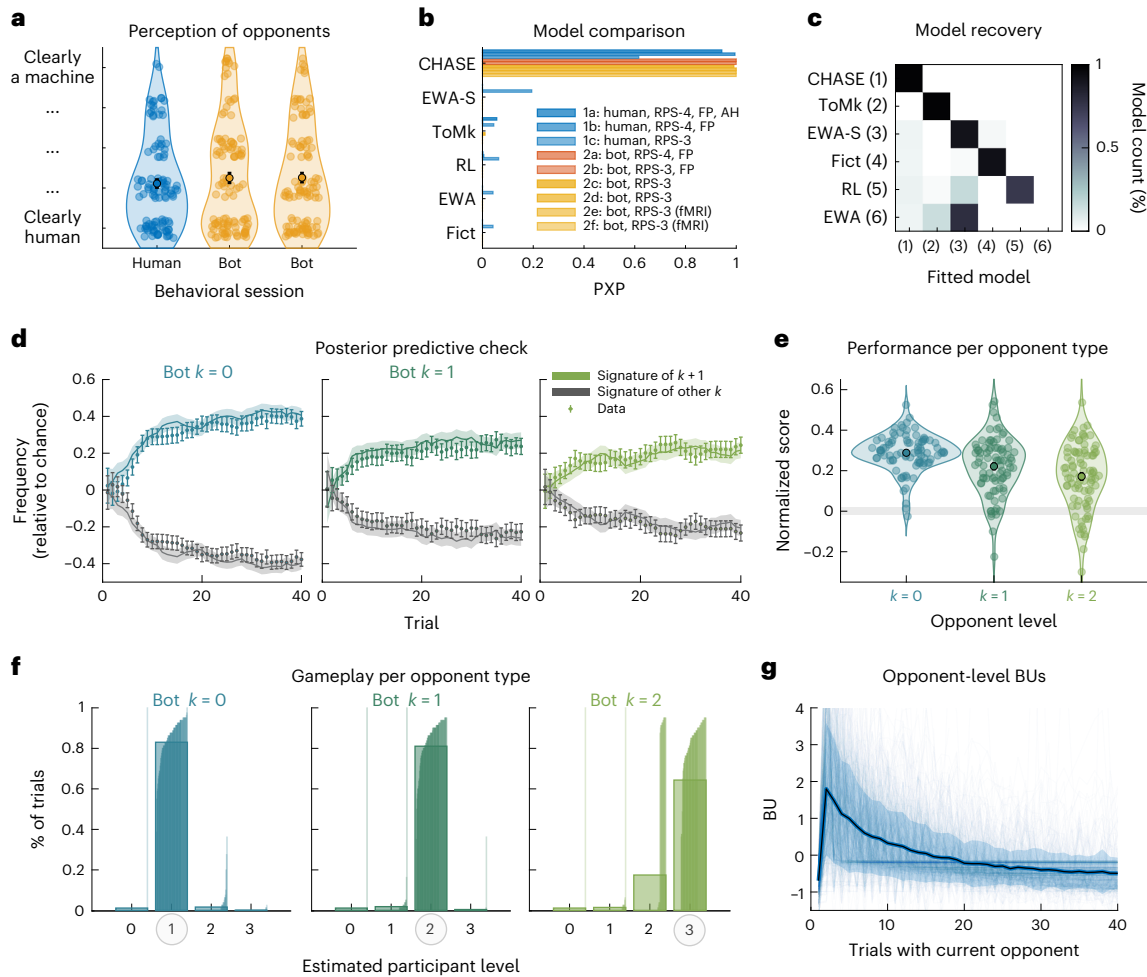 a
Perception of opponents
Clearly
a machine
...
...
...
Clearly
human
Human
Bot
Bot
Behavioral session
b
Model comparison
CHASE
EWA-S
ToMk
RL
EWA
Fict
1a: human, RPS-4, FP, AH
1b: human, RPS-4, FP
1c: human, RPS-3
2a: bot, RPS-4, FP
2b: bot, RPS-3, FP
2c: bot, RPS-3
2d: bot, RPS-3
2e: bot, RPS-3 (fMRI)
2f: bot, RPS-3 (fMRI)
0 0.2 0.4 0.6 0.8 1
PXP
c
Model recovery
CHASE (1)
ToMk (2)
EWA-S (3)
Fict (4)
RL (5)
EWA (6)
(1) (2) (3) (4) (5) (6)
Fitted model
1
0.5
0
Model count (%)
d
Posterior predictive check
Bot k = 0
Bot k = 1
Signature of k + 1
Signature of other k
Data
Frequency
(relative to chance)
0.6
0.4
0.2
0
−0.2
−0.4
0 20 40
0 20 40
0 20 40
Trial
e
Performance per opponent type
Normalized score
0.6
0.4
0.2
0
−0.2
k = 0
k = 1
k = 2
Opponent level
f
Gameplay per opponent type
Bot k = 0
Bot k = 1
Bot k = 2
% of trials
1
0.8
0.6
0.4
0.2
0
0 1 2 3
0 1 2 3
0 1 2 3
Estimated participant level
g
Opponent-level BUs
BU
4
3
2
1
0
−1
0 10 20 30 40
Trials with current opponent